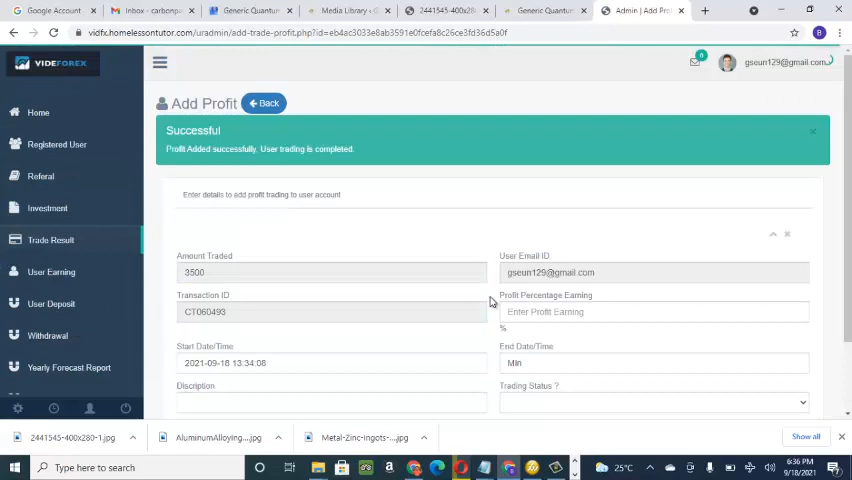 Google Account
Inbox - carbonpa
Generic Quantum
Media Library ‹ G
2441545-400x280
Generic Quantum
Admin | Add Pro
vidfx.homelessontutor.com/uradmin/add-trade-profit.php?id=eb4ac3033e8ab3591e0fcefa8c26ce3fd36d5a0f
B
VIDEFOREX
6
gseun129@gmail.com
Home
Add Profit
Back
Registered User
Successful
Profit Added successfully, User trading is completed.
Referal
Enter details to add profit trading to user account
Investment
Trade Result
Amount Traded
User Email ID
User Earning
3500
gseun129@gmail.com
Transaction ID
Profit Percentage Earning
User Deposit
CT060493
Enter Profit Earning
%
Withdrawal
Start Date/Time
End Date/Time
Yearly Forecast Report
2021-09-18 13:34:08
Min
Discription
Trading Status ?
2441545-400x280-1.jpg
AluminumAlloying....jpg
Metal-Zinc-Ingots-....jpg
Show all
Type here to search
25°C
6:36 PM
9/18/2021